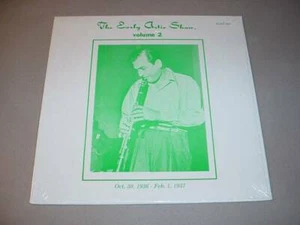 The Early Artie Shaw
volume 2
Oct. 30, 1936 - Feb. 1, 1937